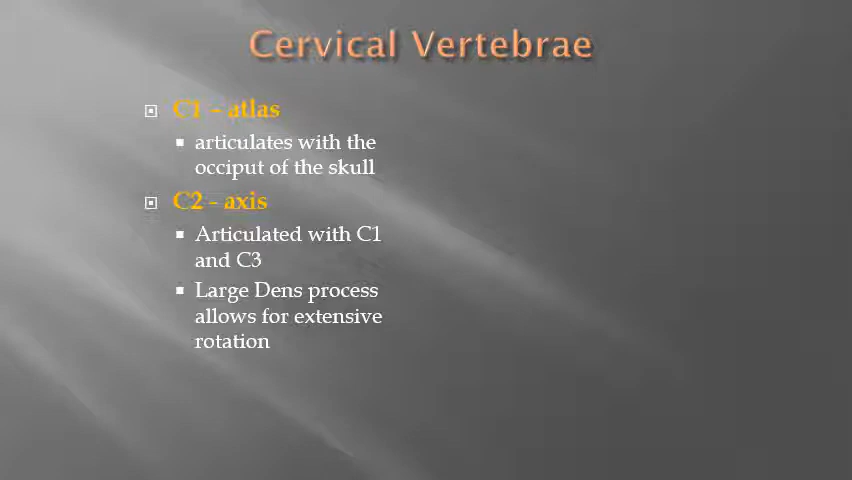 Cervical Vertebrae
C1 – atlas
articulates with the
occiput of the skull
C2 - axis
Articulated with C1
and C3
Large Dens process
allows for extensive
rotation